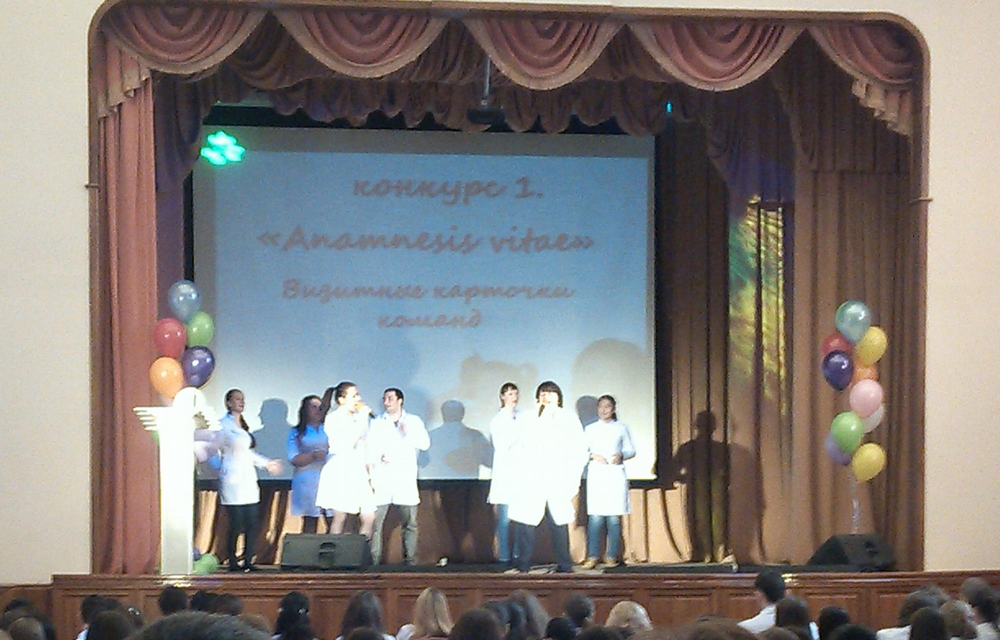 конкурс 1.
«Anamnesis vitae»
Визитные карточки
команд